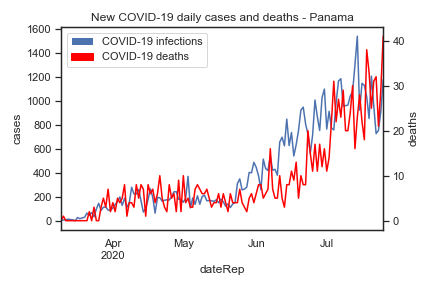 New COVID-19 daily cases and deaths - Panama
COVID-19 infections
COVID-19 deaths
1600
1400
1200
1000
800
600
400
200
0
cases
40
30
20
10
0
deaths
Apr
2020
May
Jun
Jul
dateRep